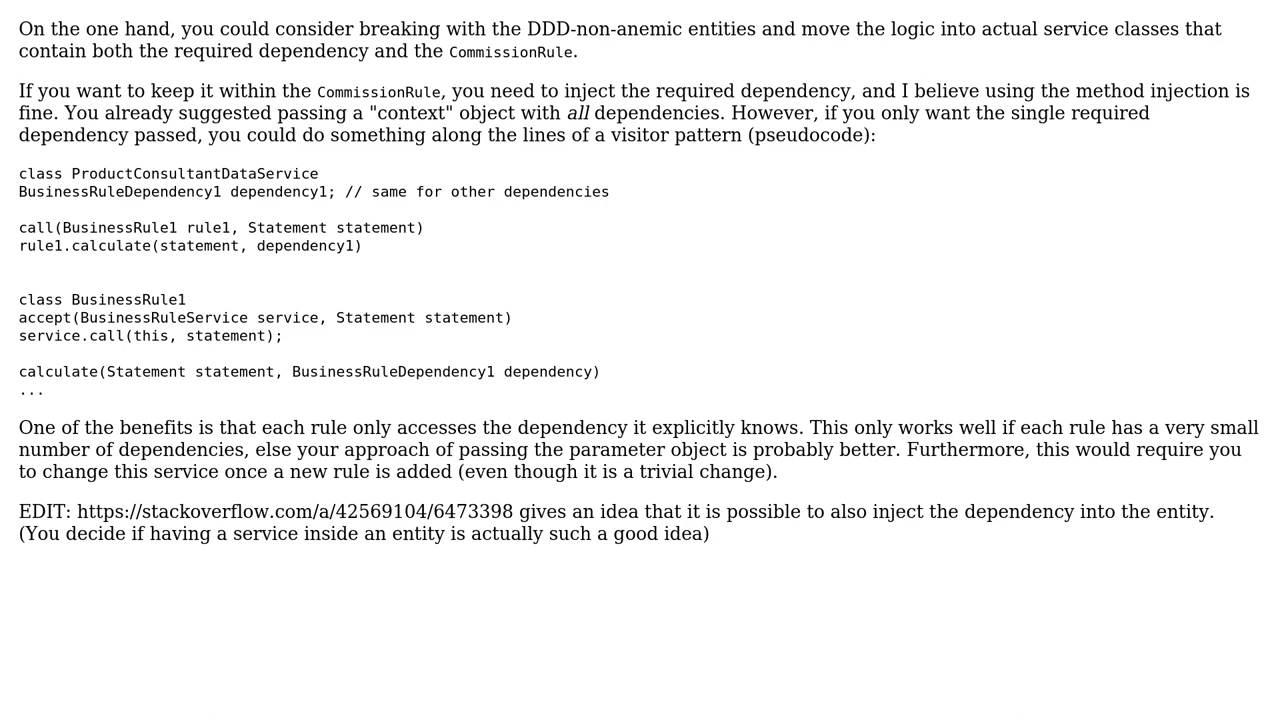 On the one hand, you could consider breaking with the DDD-non-anemic entities and move the logic into actual service classes that
contain both the required dependency and the CommissionRule.
If you want to keep it within the CommissionRule, you need to inject the required dependency, and I believe using the method injection is
fine. You already suggested passing a "context" object with all dependencies. However, if you only want the single required
dependency passed, you could do something along the lines of a visitor pattern (pseudocode):
class ProductConsultantDataService
BusinessRuleDependency1 dependency1; // same for other dependencies
call(BusinessRule1 rule1, Statement statement)
rule1.calculate(statement, dependency1)
class BusinessRule1
accept(BusinessRuleService service, Statement statement)
service.call(this, statement);
calculate(Statement statement, BusinessRuleDependency1 dependency)
...
One of the benefits is that each rule only accesses the dependency it explicitly knows. This only works well if each rule has a very small
number of dependencies, else your approach of passing the parameter object is probably better. Furthermore, this would require you
to change this service once a new rule is added (even though it is a trivial change).
EDIT: https://stackoverflow.com/a/42569104/6473398 gives an idea that it is possible to also inject the dependency into the entity.
(You decide if having a service inside an entity is actually such a good idea)